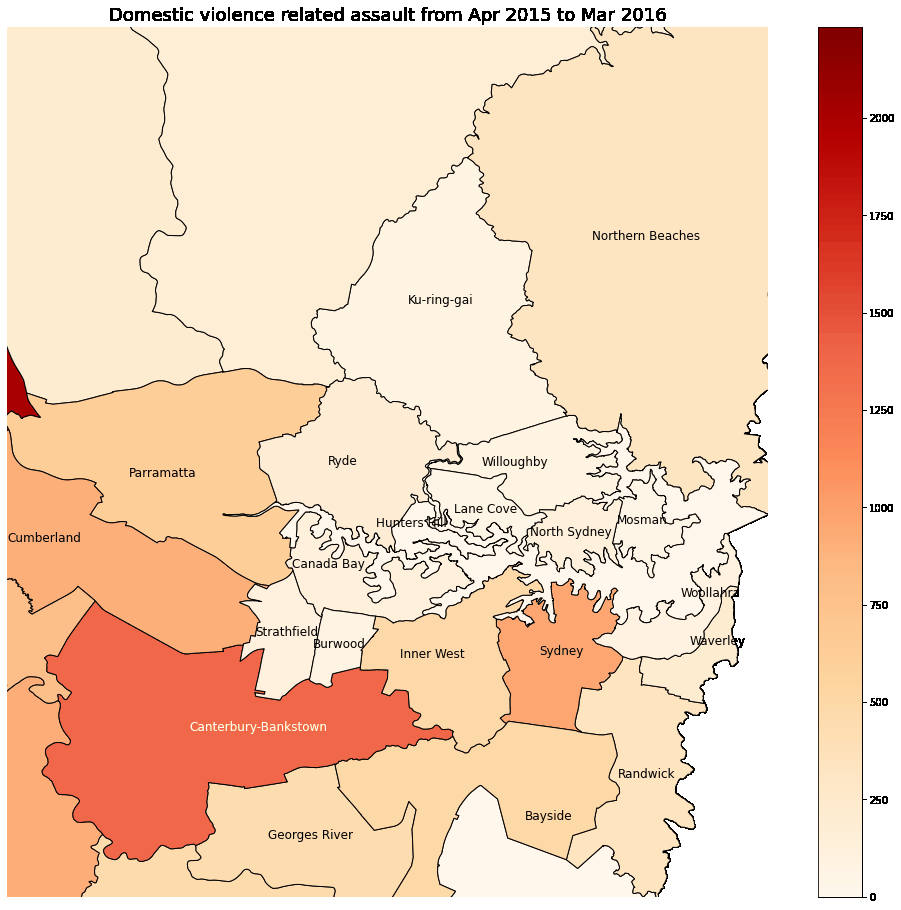 Domestic violence related assault from Apr 2015 to Mar 2016
2000
1750
1500
1250
1000
750
500
250
0
Northern Beaches
Ku-ring-gai
Ryde
Willoughby
Parramatta
Lane Cove
Hunters Hill
Mosman
North Sydney
Cumberland
Canada Bay
Woollahra
Strathfield
Burwood
Waverley
Inner West
Sydney
Canterbury-Bankstown
Randwick
Bayside
Georges River